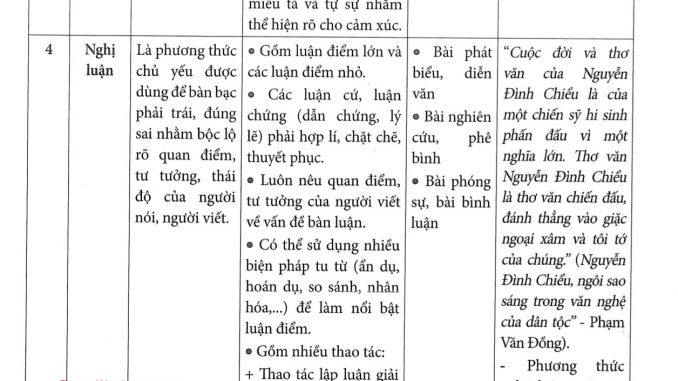 miêu tả và tự sự nhằm
thể hiện rõ cho cảm xúc.
4
Nghị
luận
Là phương thức
chủ yếu được
dùng để bàn bạc
phải trái, đúng
sai nhằm bộc lộ
rõ quan điểm,
tư tưởng, thái
độ của người
nói, người viết.
• Gồm luận điểm lớn và
các luận điểm nhỏ.
• Các luận cứ, luận
chứng (dẫn chứng, lý
lẽ) phải hợp lí, chặt chẽ,
thuyết phục.
• Luôn nêu quan điểm,
tư tưởng của người viết
về vấn đề bàn luận.
• Có thể sử dụng nhiều
biện pháp tu từ (ẩn dụ,
hoán dụ, so sánh, nhân
hóa,...) để làm nổi bật
luận điểm.
• Gồm nhiều thao tác:
+ Thao tác lập luận giải
• Bài phát
biểu, diễn
văn
• Bài nghiên
cứu, phê
bình
• Bài phóng
sự, bài bình
luận
“Cuộc đời và thơ
văn của Nguyễn
Đình Chiểu là của
một chiến sỹ hi sinh
phấn đấu vì một
nghĩa lớn. Thơ văn
Nguyễn Đình Chiểu
là thơ văn chiến đấu,
đánh thẳng vào giặc
ngoại xâm và tôi tớ
của chúng.” (Nguyễn
Đình Chiểu, ngôi sao
sáng trong văn nghệ
của dân tộc” - Phạm
Văn Đồng).
- Phương thức